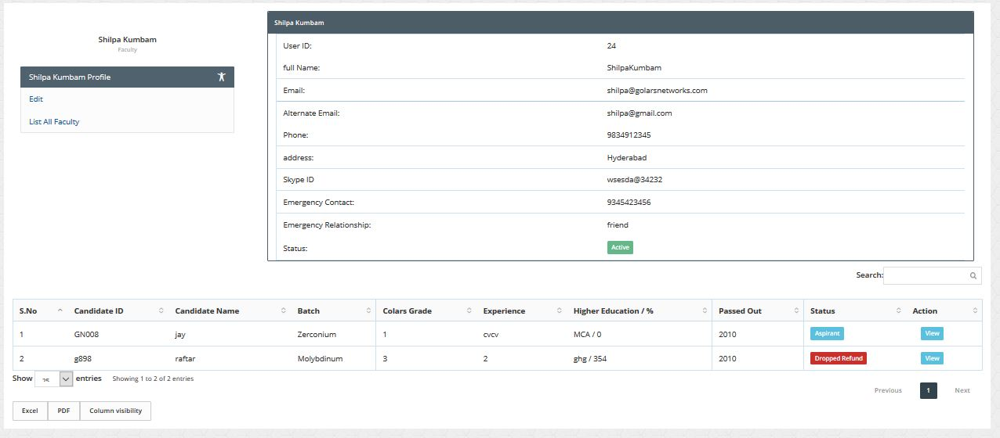 Shilpa Kumbam
Faculty
Shilpa Kumbam Profile
Edit
List All Faculty
Shilpa Kumbam
User ID: 24
full Name: ShilpaKumbam
Email: shilpa@golarsnetworks.com
Alternate Email: shilpa@gmail.com
Phone: 9834912345
address: Hyderabad
Skype ID wsesda@34232
Emergency Contact: 9345423456
Emergency Relationship: friend
Status: Active
Search:
S.No Candidate ID Candidate Name Batch Colars Grade Experience Higher Education / % Passed Out Status Action
1 GN008 jay Zerconium 1 cvcv MCA / 0 2010 Aspirant View
2 g898 raftar Molybdinum 3 2 ghg / 354 2010 Dropped Refund View
Show 25 entries Showing 1 to 2 of 2 entries
Previous 1 Next
Excel PDF Column visibility